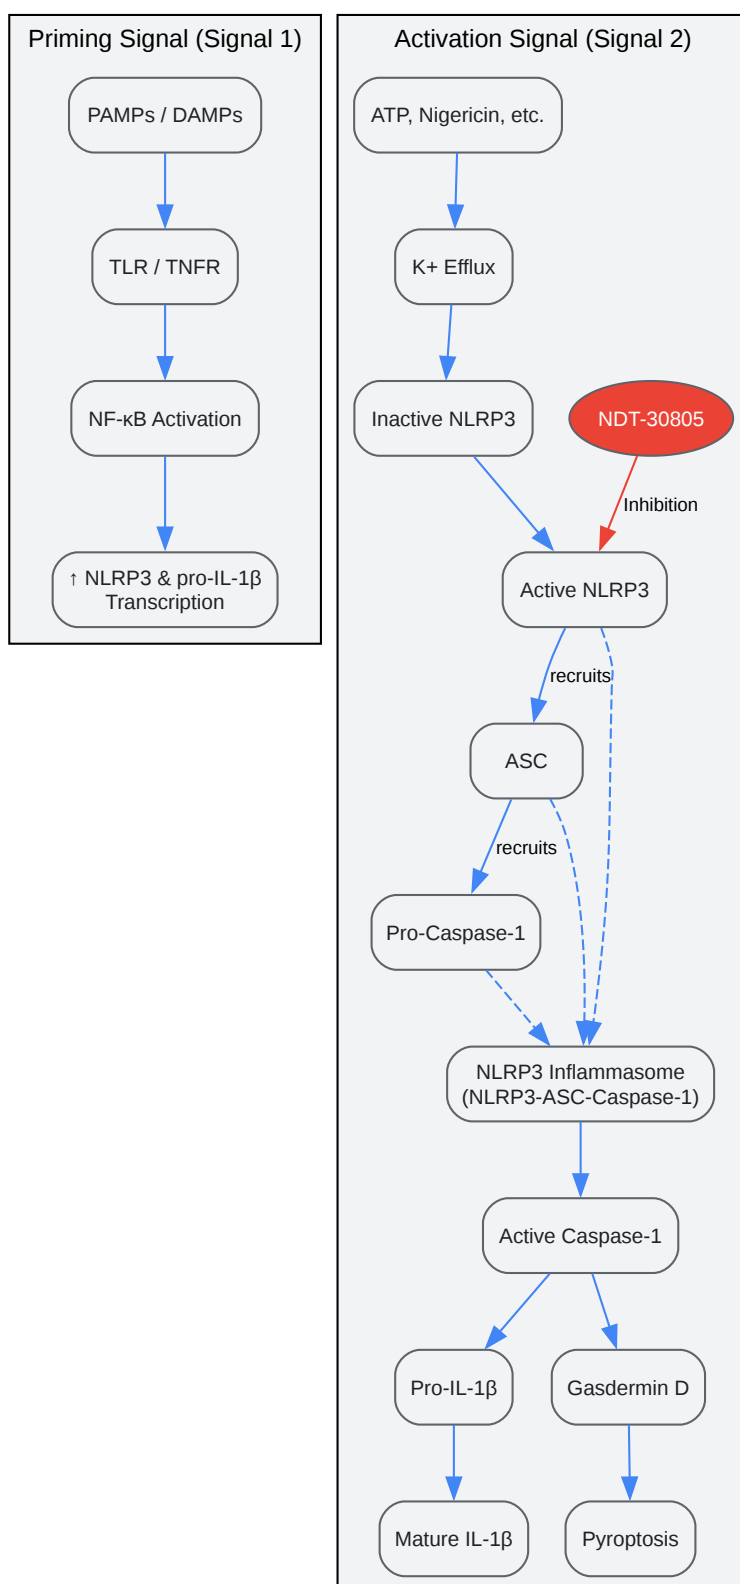 Priming Signal (Signal 1)
PAMPs / DAMPs
TLR / TNFR
NF-κB Activation
↑ NLRP3 & pro-IL-1β
Transcription
Activation Signal (Signal 2)
ATP, Nigericin, etc.
K+ Efflux
Inactive NLRP3
NDT-30805
Inhibition
Active NLRP3
recruits
ASC
recruits
Pro-Caspase-1
NLRP3 Inflammasome
(NLRP3-ASC-Caspase-1)
Active Caspase-1
Pro-IL-1β
Gasdermin D
Mature IL-1β
Pyroptosis